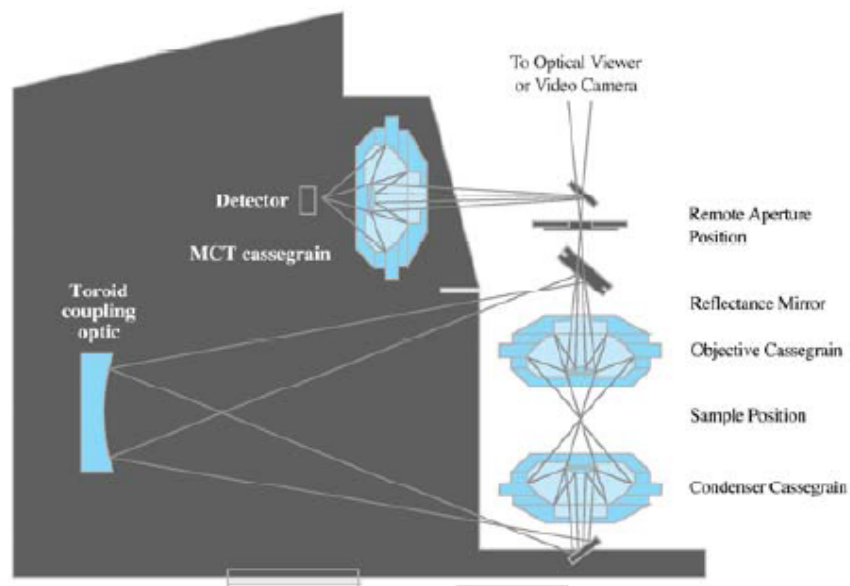 To Optical Viewer
or Video Camera
Detector
MCT cassegrain
Toroid
coupling
optic
Remote Aperture
Position
Reflectance Mirror
Objective Cassegrain
Sample Position
Condenser Cassegrain